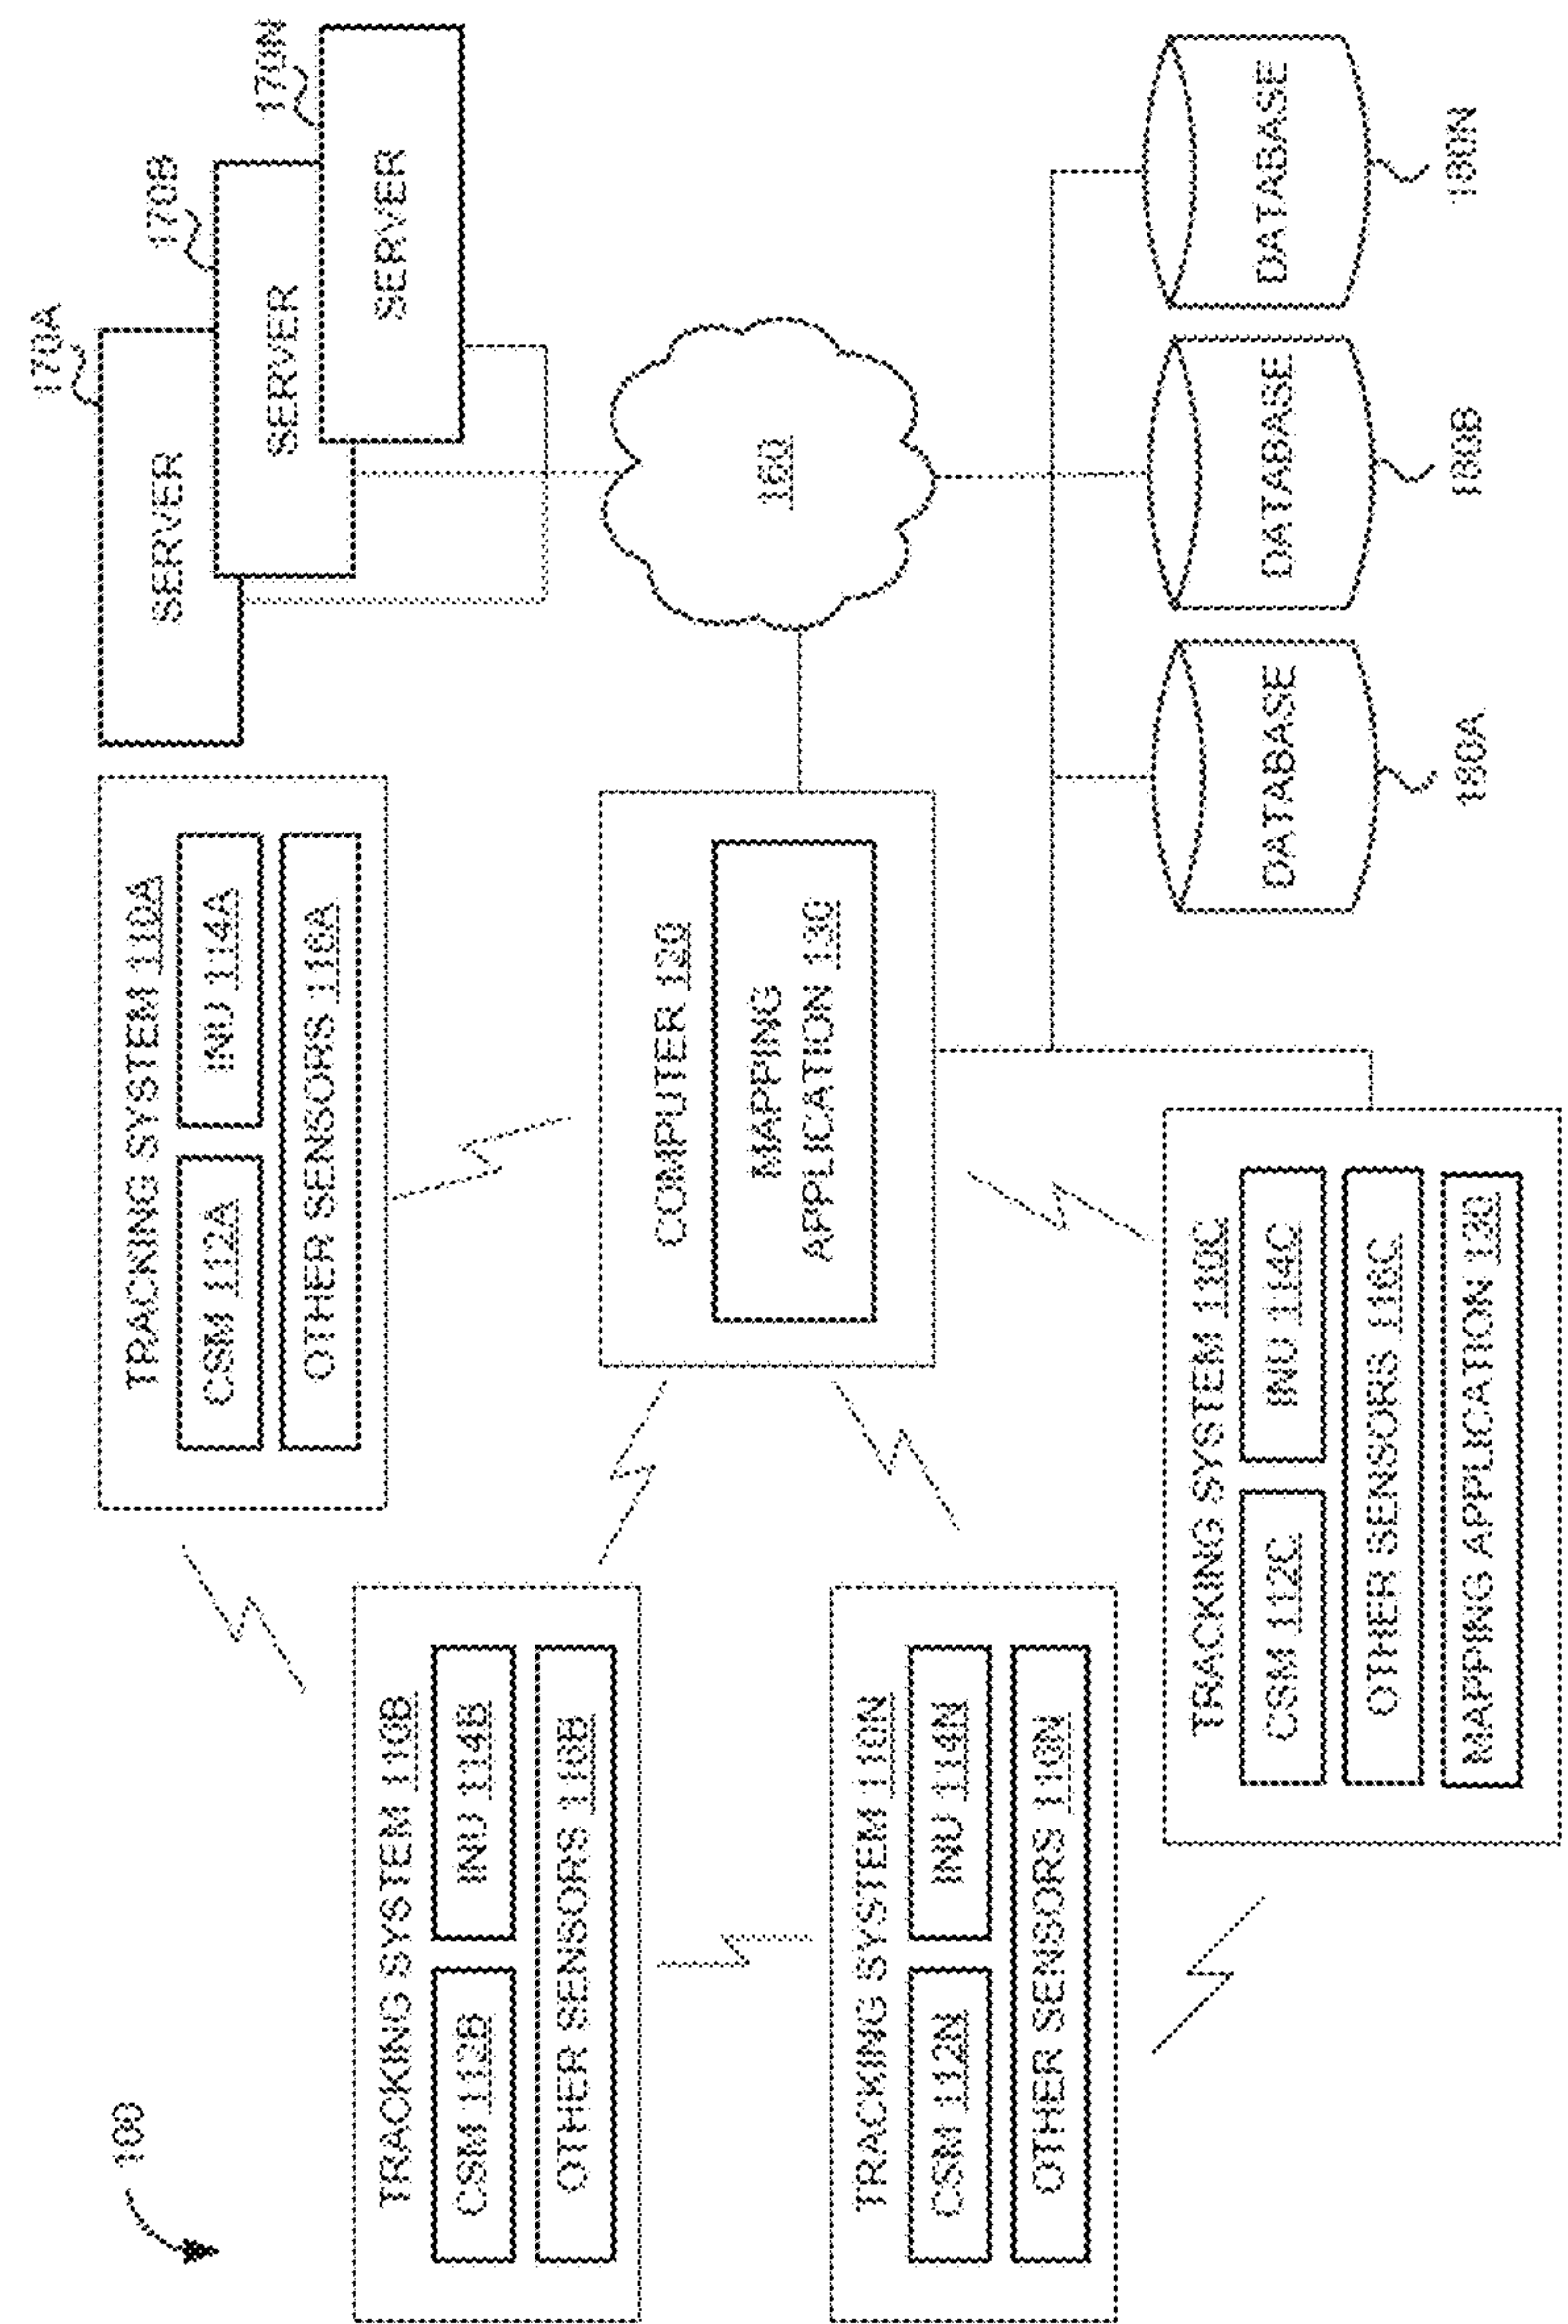 100
TRACKING SYSTEM 110A
CSM 112A
INU 114A
OTHER SENSORS 116A
170A
SERVER
170B
SERVER
170N
SERVER
TRACKING SYSTEM 110B
CSM 112B
INU 114B
OTHER SENSORS 116B
COMPUTER 120
MAPPING
APPLICATION 130
160
TRACKING SYSTEM 110N
CSM 112N
INU 114N
OTHER SENSORS 116N
TRACKING SYSTEM 110C
CSM 112C
INU 114C
OTHER SENSORS 116C
MAPPING APPLICATION 130
DATABASE
180A
DATABASE
180B
DATABASE
180N